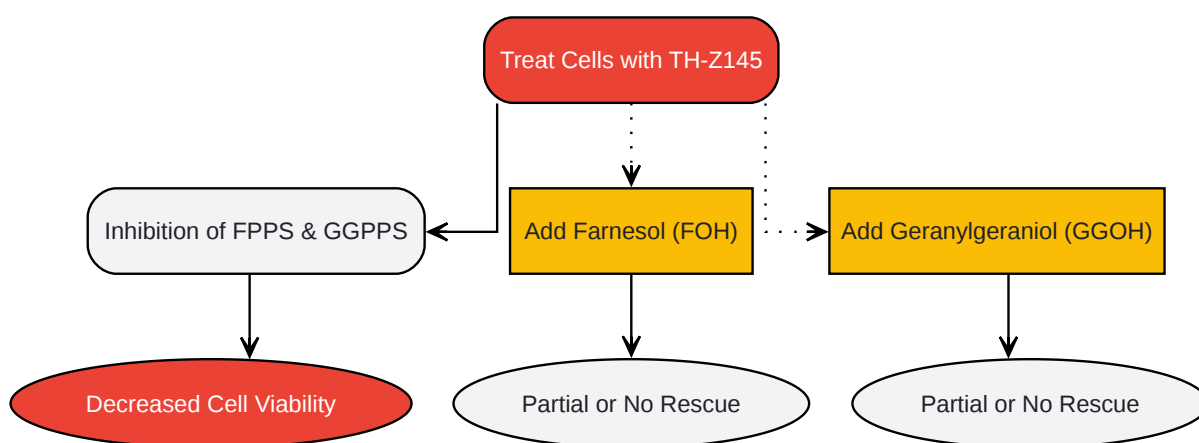 Treat Cells with TH-Z145
Inhibition of FPPS & GGPPS
Add Farnesol (FOH)
Add Geranylgeraniol (GGOH)
Decreased Cell Viability
Partial or No Rescue
Partial or No Rescue